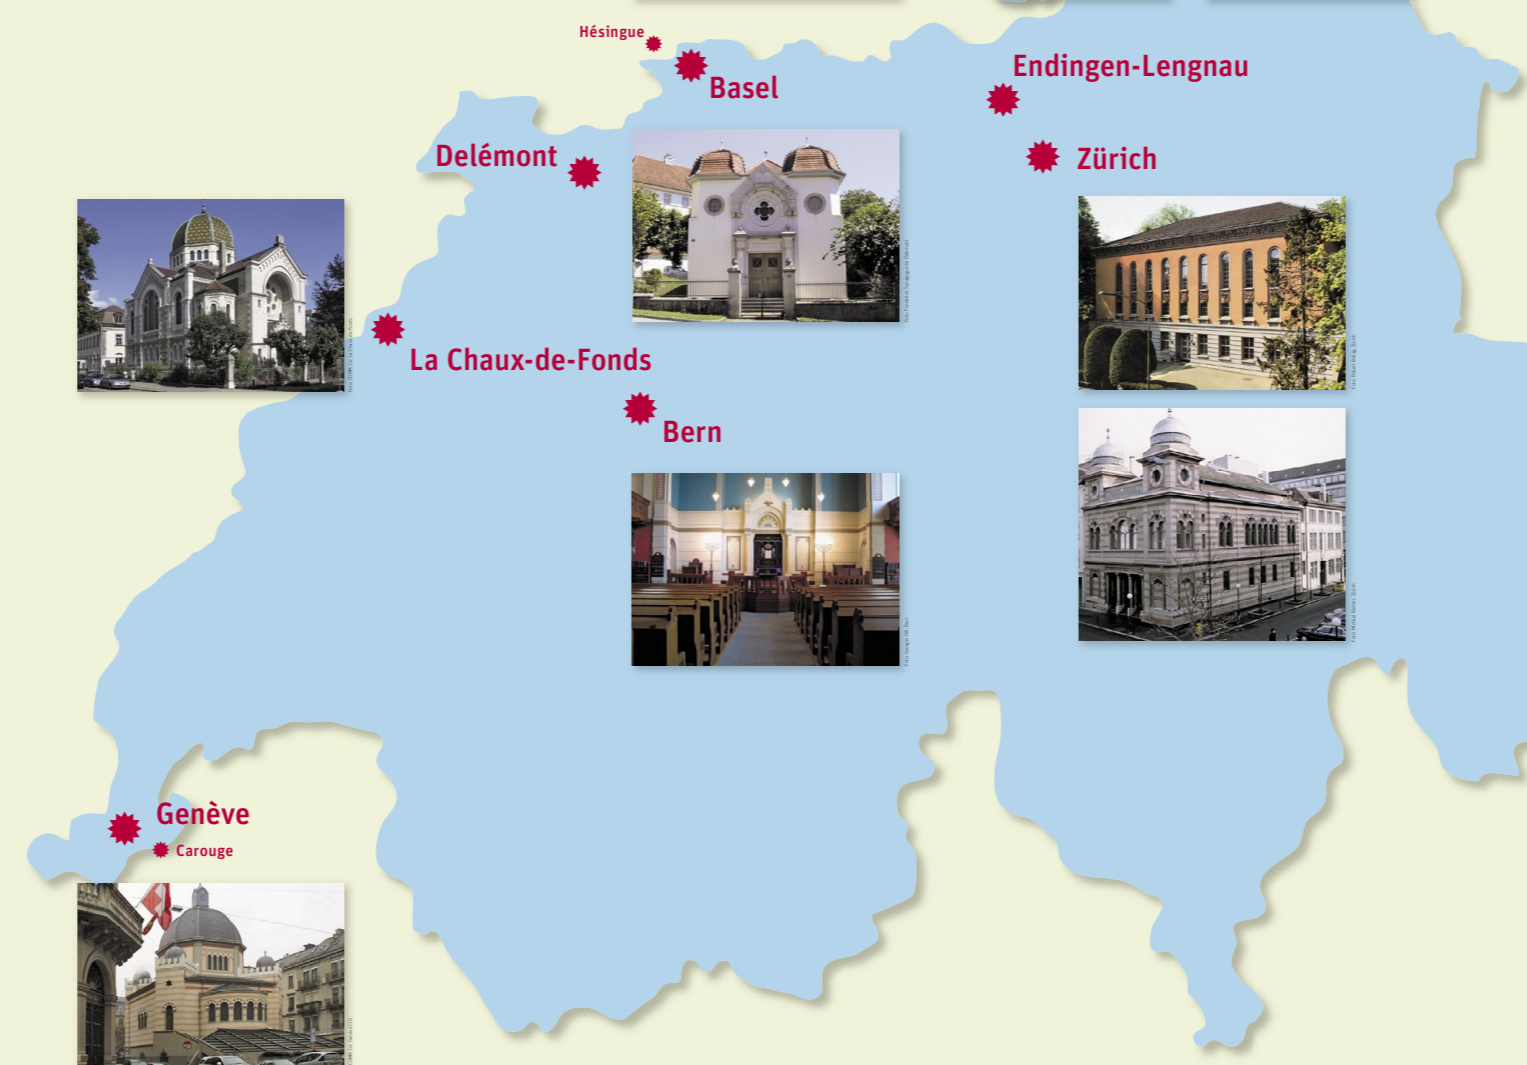 Hésingue
Basel
Endingen-Lengnau
Delémont
Zürich
La Chaux-de-Fonds
Bern
Genève
Carouge